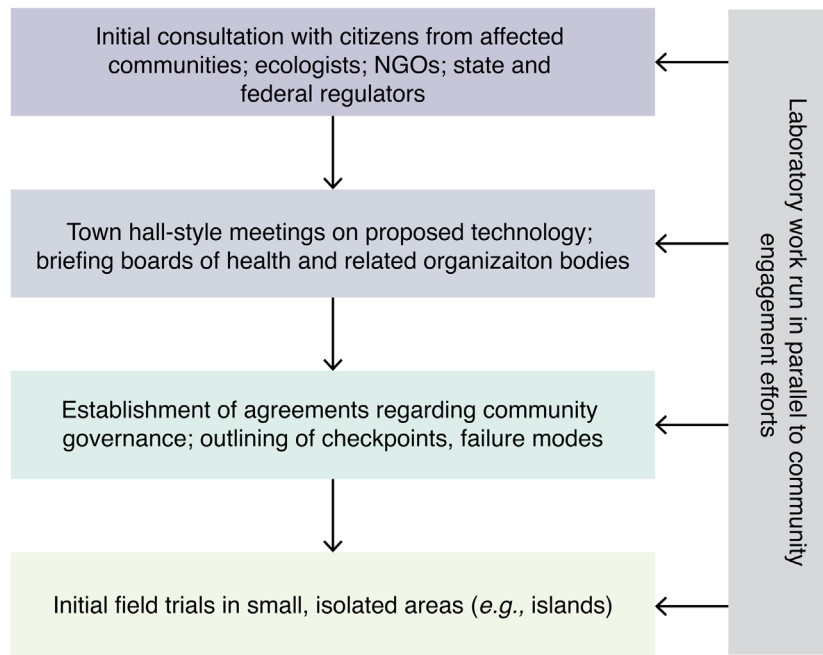 Initial consultation with citizens from affected
communities; ecologists; NGOs; state and
federal regulators
Town hall-style meetings on proposed technology;
briefing boards of health and related organizaiton bodies
Establishment of agreements regarding community
governance; outlining of checkpoints, failure modes
Initial field trials in small, isolated areas (e.g., islands)
Laboratory work run in parallel to community
engagement efforts